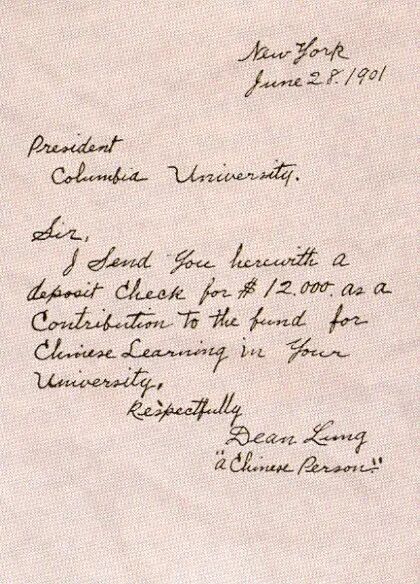 New York
June 28. 1901
President
Columbia University.
Sir,
I Send You herewith a
deposit Check for $ 12.000. as a
Contribution to the fund for
Chinese Learning in Your
University.
Respectfully
Dean Lung
"a Chinese Person"